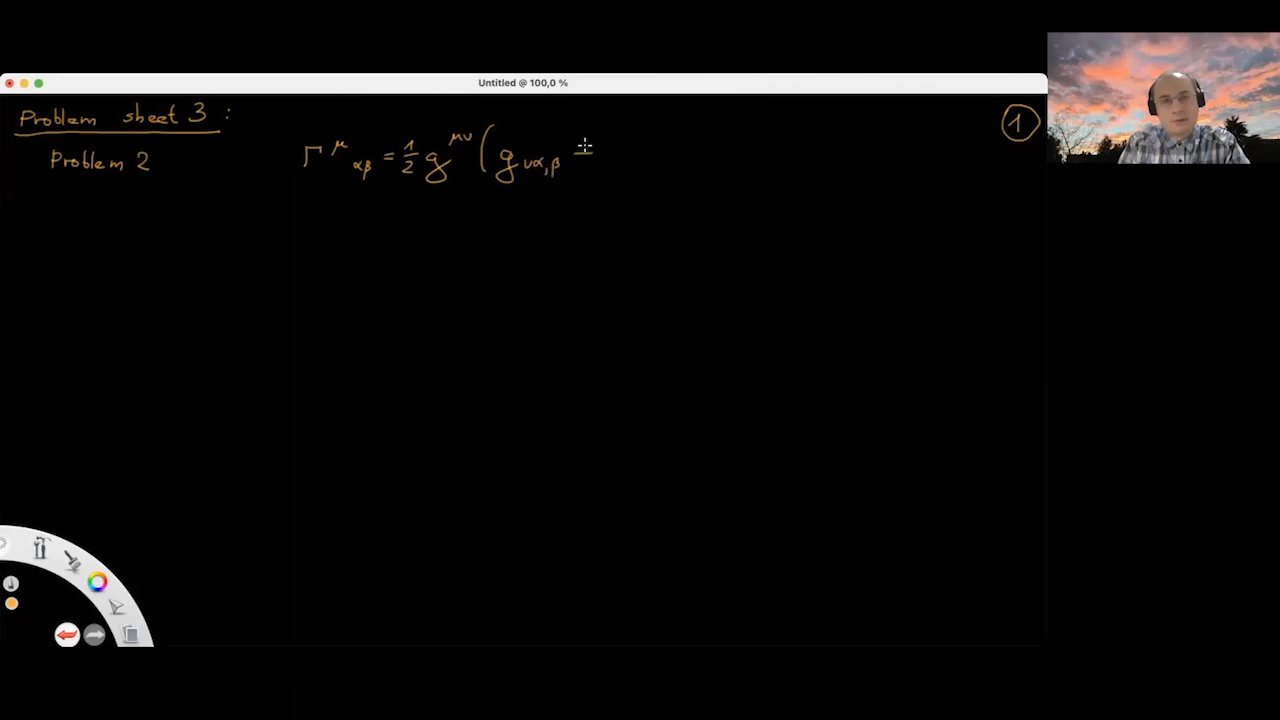 Untitled @ 100,0 %
Problem sheet 3 :
1
Problem 2 Γ^μ_αβ = 1/2 g^μν ( g_να,β −